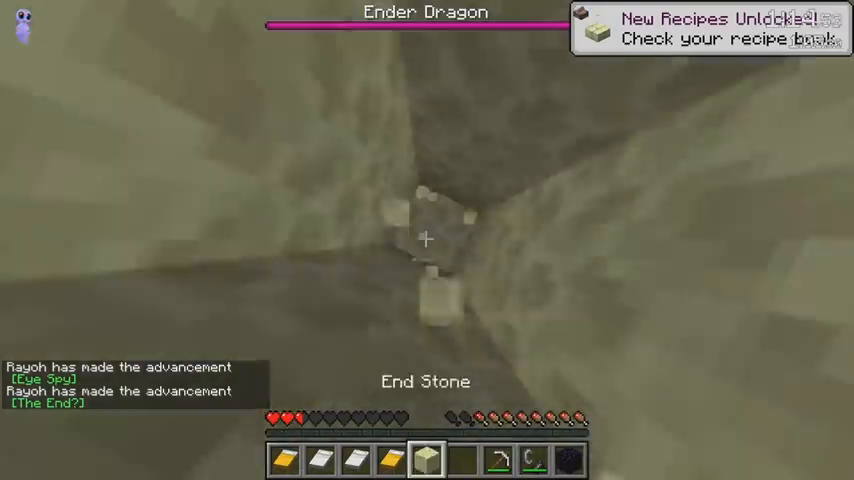 Ender Dragon
New Recipes Unlocked!
Check your recipe book
Rayoh has made the advancement
[Eye Spy]
Rayoh has made the advancement
[The End?]
End Stone